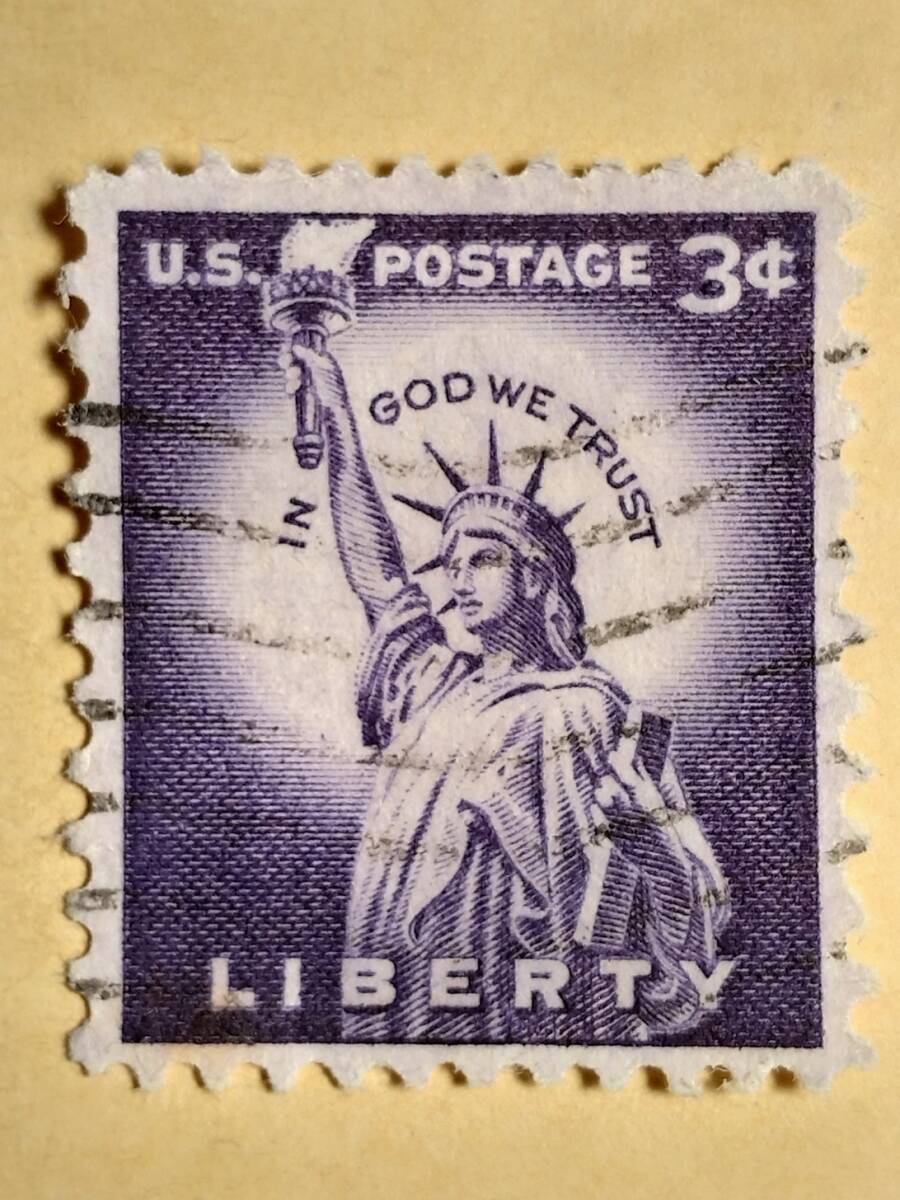 U.S. POSTAGE 3¢
IN GOD WE TRUST
LIBERTY